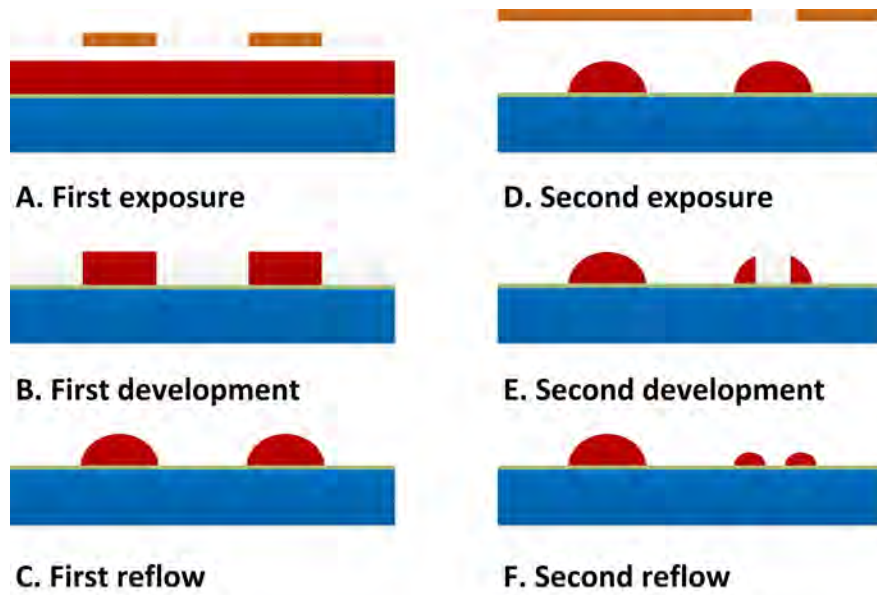 A. First exposure
D. Second exposure
B. First development
E. Second development
C. First reflow
F. Second reflow